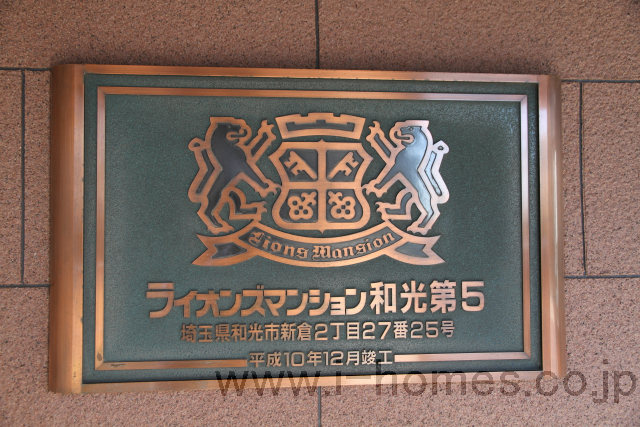 Lions Mansion
ライオンズマンション和光第5
埼玉県和光市新倉2丁目27番25号
平成10年12月竣工
www.i-homes.co.jp